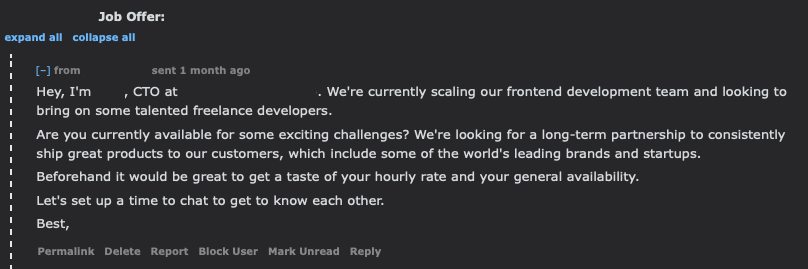 Job Offer:
expand all collapse all
[–] from sent 1 month ago
Hey, I'm , CTO at . We're currently scaling our frontend development team and looking to
bring on some talented freelance developers.
Are you currently available for some exciting challenges? We're looking for a long-term partnership to consistently
ship great products to our customers, which include some of the world's leading brands and startups.
Beforehand it would be great to get a taste of your hourly rate and your general availability.
Let's set up a time to chat to get to know each other.
Best,
Permalink Delete Report Block User Mark Unread Reply